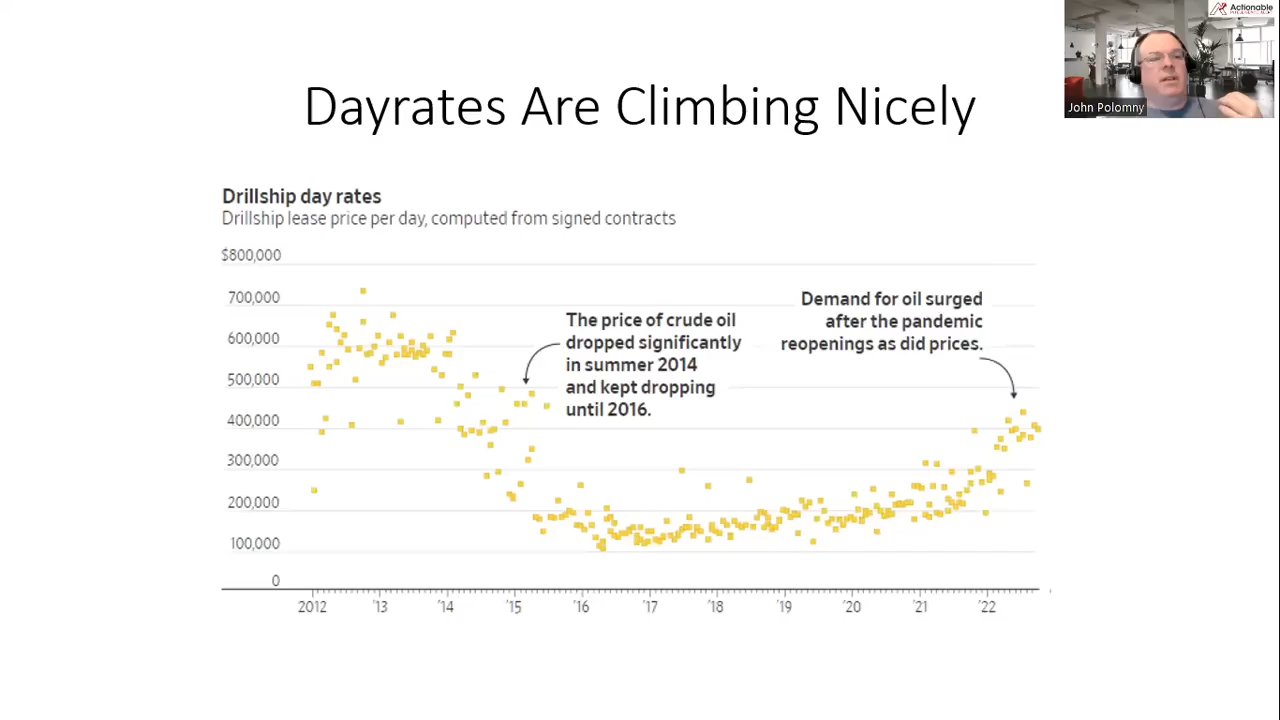 Actionable
John Polomny
Dayrates Are Climbing Nicely
Drillship day rates
Drillship lease price per day, computed from signed contracts
$800,000
700,000
600,000
500,000
400,000
300,000
200,000
100,000
0
The price of crude oil
dropped significantly
in summer 2014
and kept dropping
until 2016.
Demand for oil surged
after the pandemic
reopenings as did prices.
2012 '13 '14 '15 '16 '17 '18 '19 '20 '21 '22